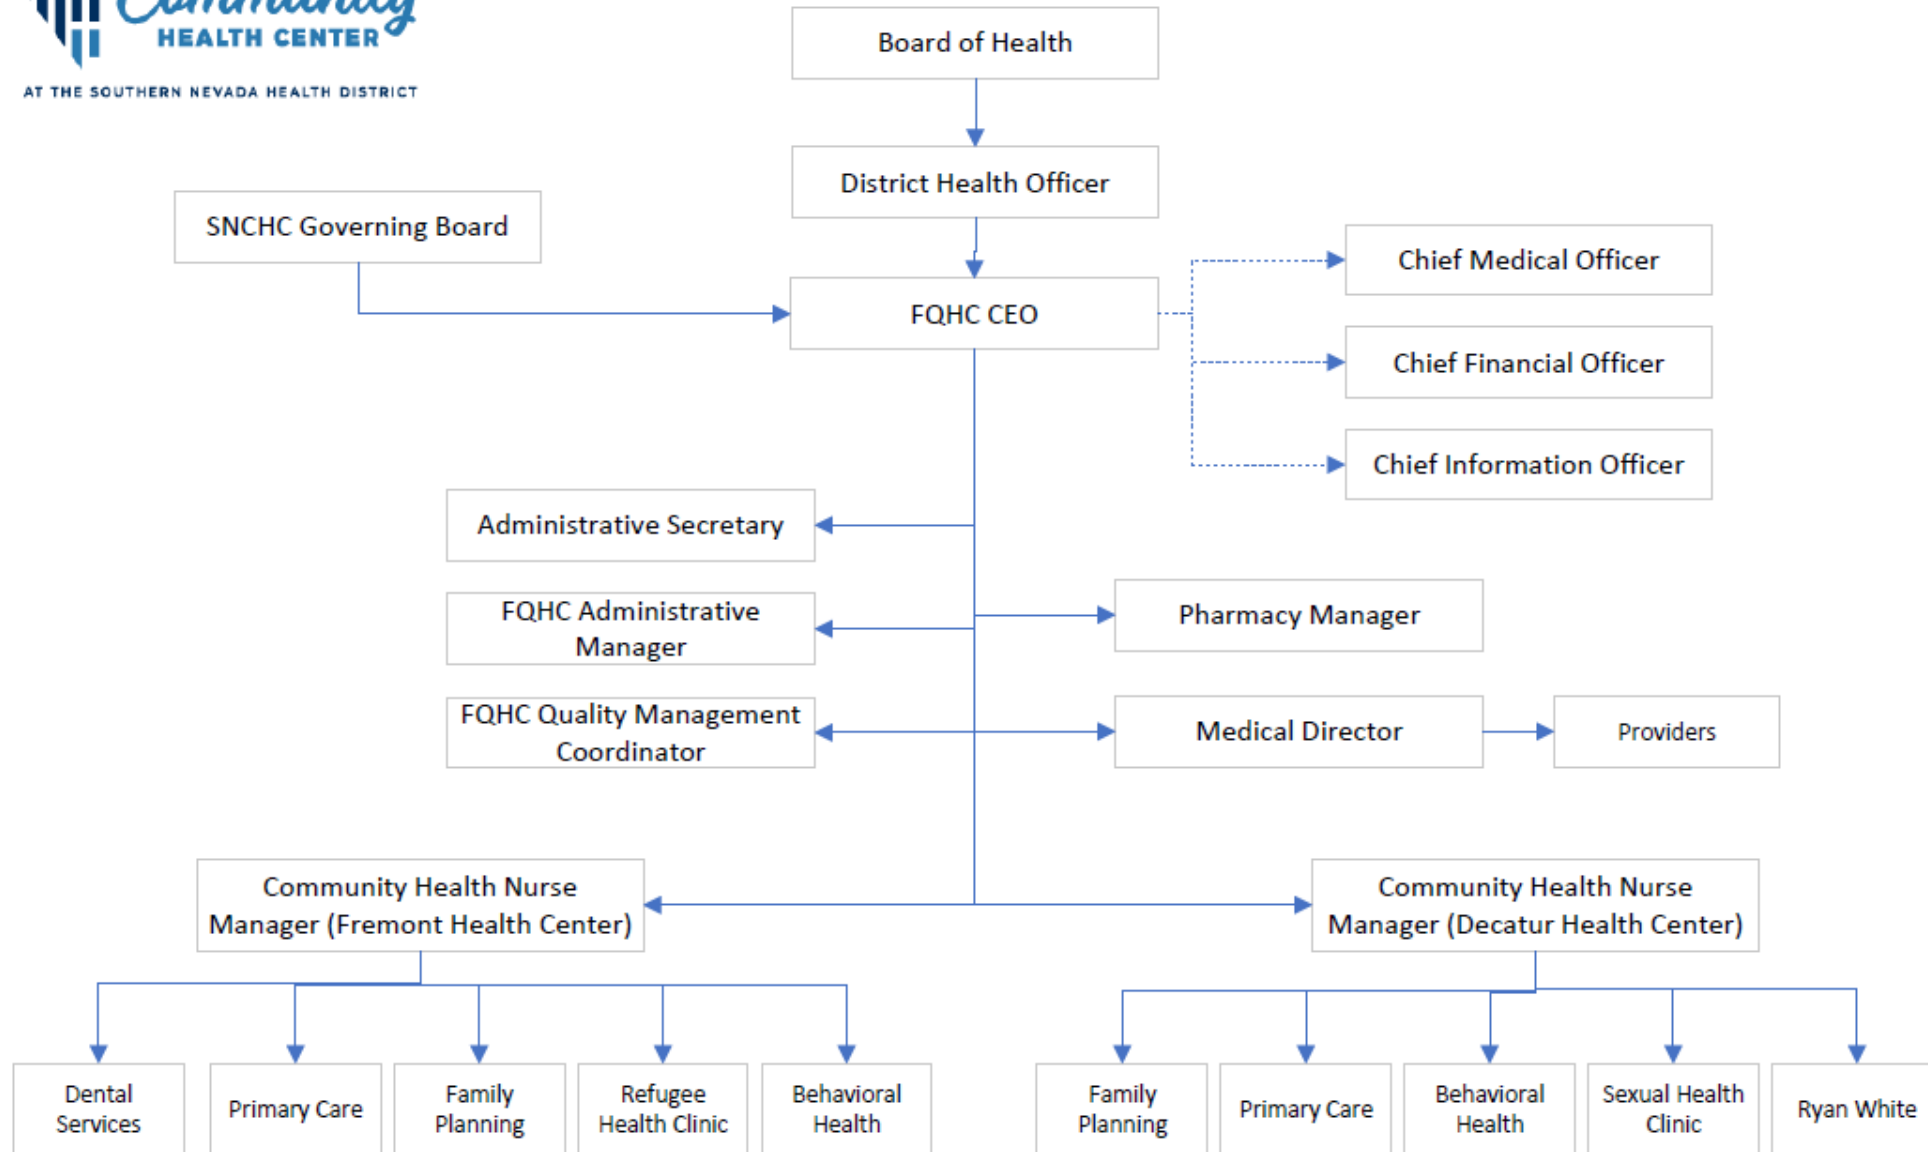 Community
HEALTH CENTER
AT THE SOUTHERN NEVADA HEALTH DISTRICT
Board of Health
District Health Officer
SNCHC Governing Board
FQHC CEO
Chief Medical Officer
Chief Financial Officer
Chief Information Officer
Administrative Secretary
FQHC Administrative
Manager
Pharmacy Manager
FQHC Quality Management
Coordinator
Medical Director
Providers
Community Health Nurse
Manager (Fremont Health Center)
Community Health Nurse
Manager (Decatur Health Center)
Dental
Services
Primary Care
Family
Planning
Refugee
Health Clinic
Behavioral
Health
Family
Planning
Primary Care
Behavioral
Health
Sexual Health
Clinic
Ryan White